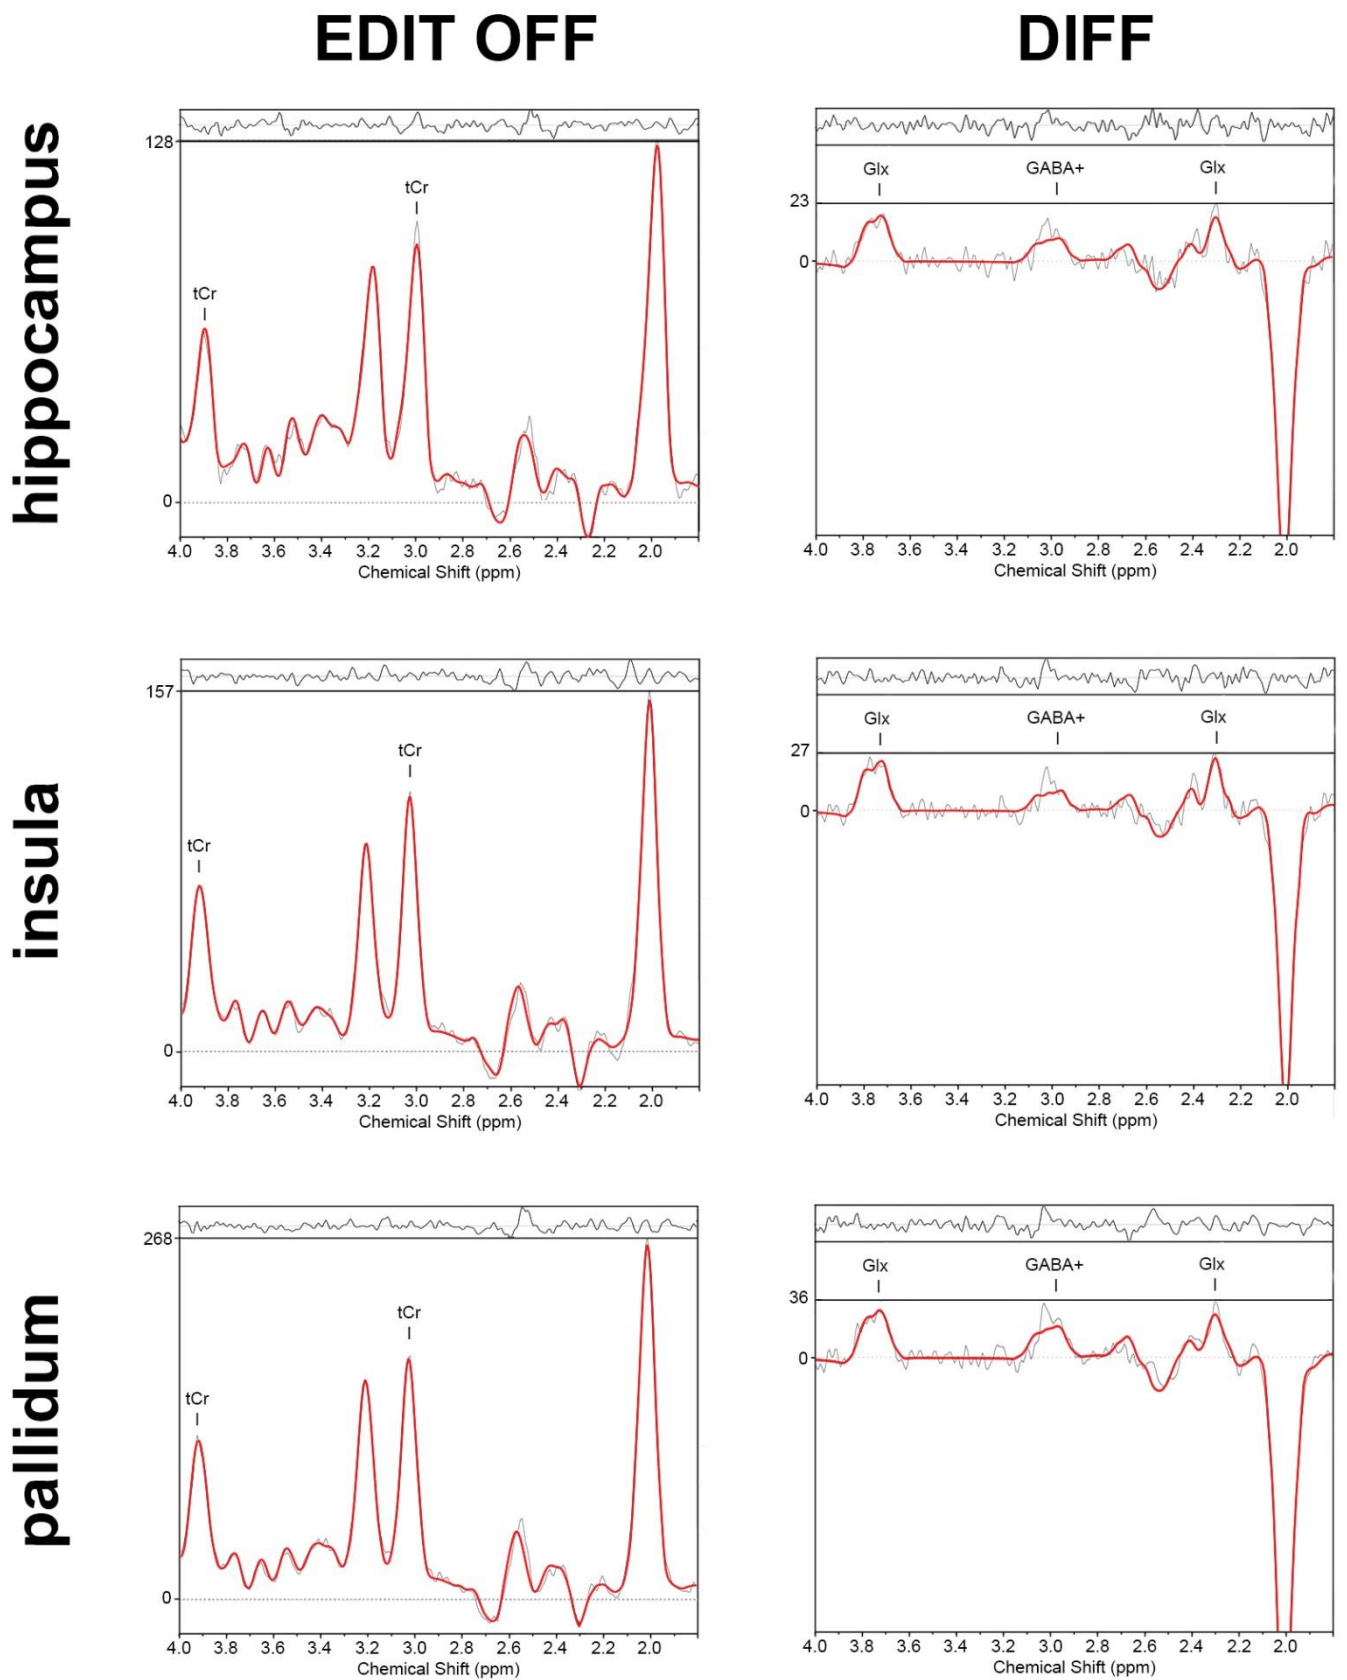 EDIT OFF
DIFF
hippocampus
128
tCr
tCr
0
4.0 3.8 3.6 3.4 3.2 3.0 2.8 2.6 2.4 2.2 2.0
Chemical Shift (ppm)
Glx
GABA+
Glx
23
0
4.0 3.8 3.6 3.4 3.2 3.0 2.8 2.6 2.4 2.2 2.0
Chemical Shift (ppm)
insula
157
tCr
tCr
0
4.0 3.8 3.6 3.4 3.2 3.0 2.8 2.6 2.4 2.2 2.0
Chemical Shift (ppm)
Glx
GABA+
Glx
27
0
4.0 3.8 3.6 3.4 3.2 3.0 2.8 2.6 2.4 2.2 2.0
Chemical Shift (ppm)
pallidum
268
tCr
tCr
0
4.0 3.8 3.6 3.4 3.2 3.0 2.8 2.6 2.4 2.2 2.0
Chemical Shift (ppm)
Glx
GABA+
Glx
36
0
4.0 3.8 3.6 3.4 3.2 3.0 2.8 2.6 2.4 2.2 2.0
Chemical Shift (ppm)